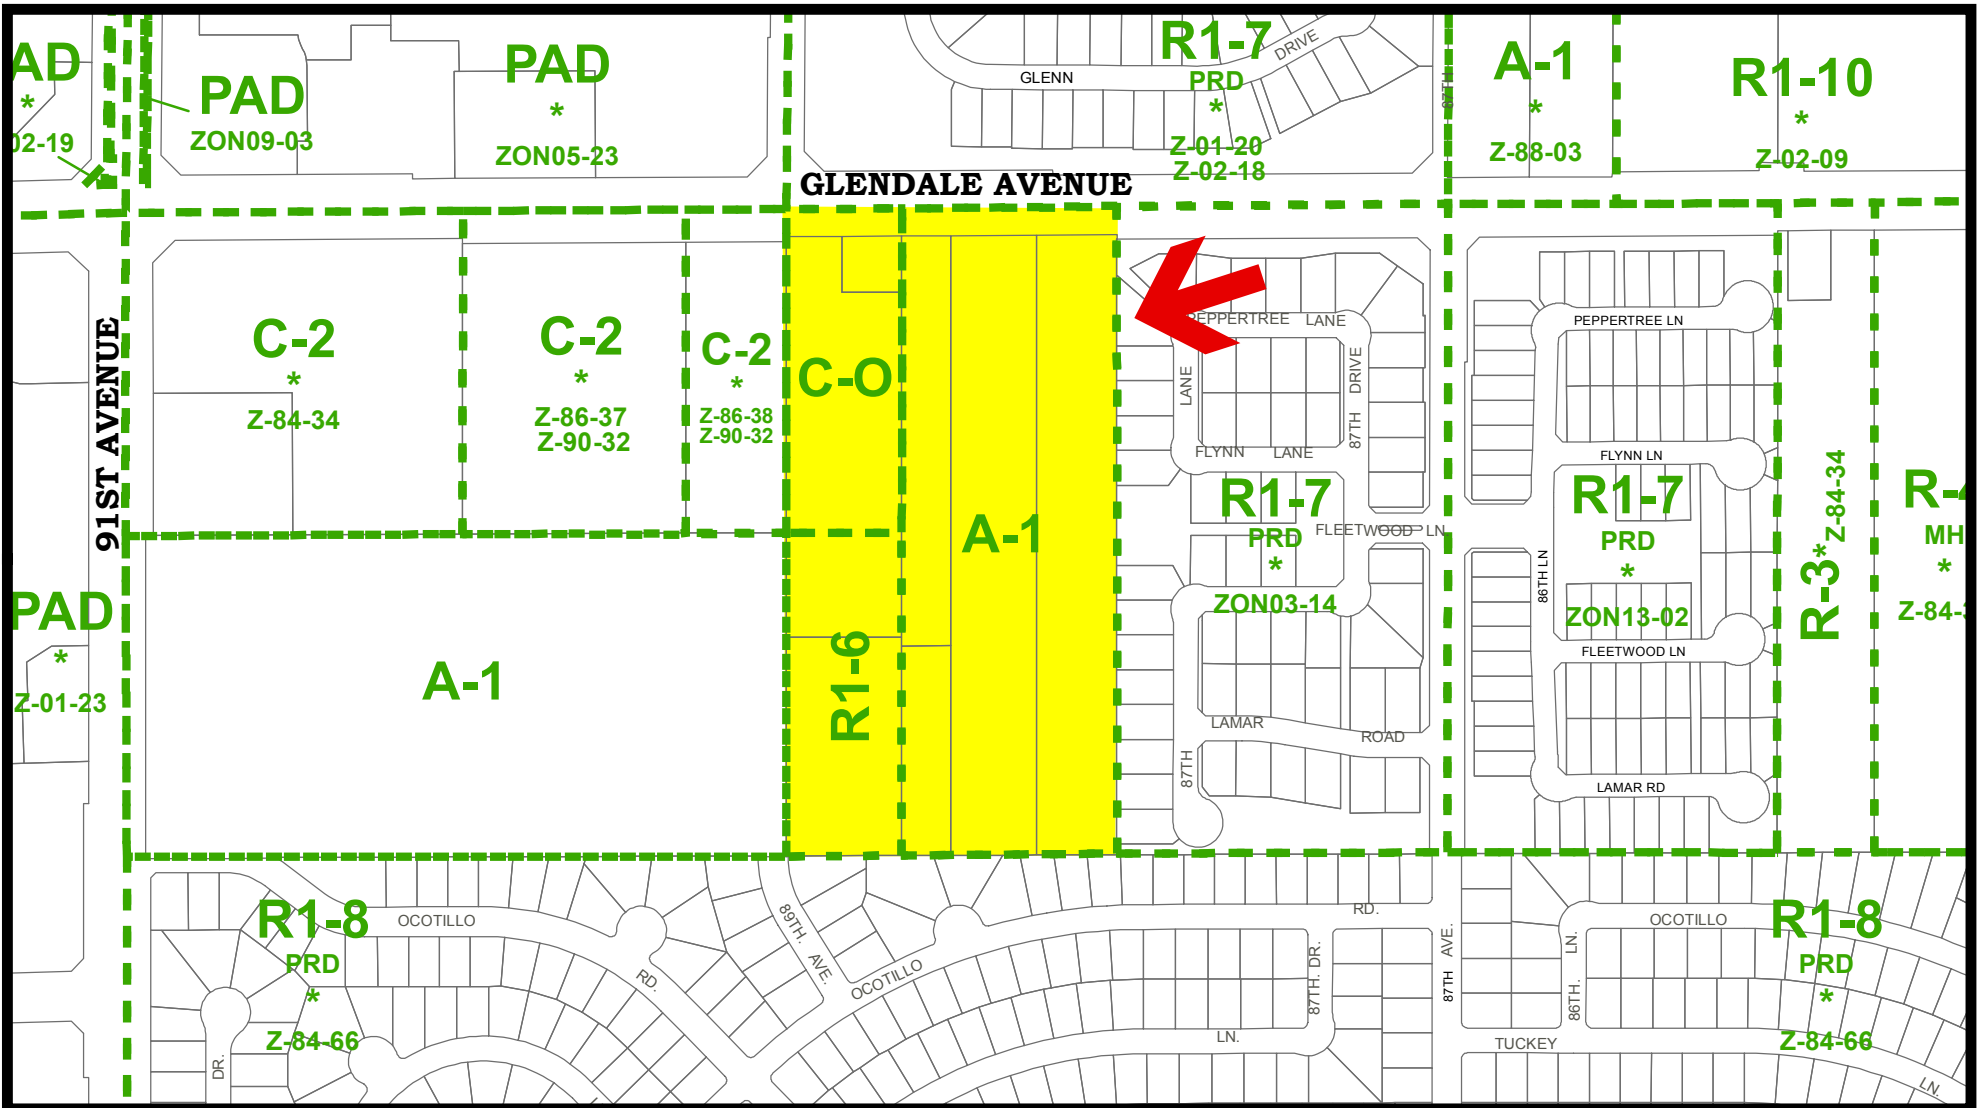 AD
*
02-19
PAD
ZON09-03
PAD
*
ZON05-23
GLENN
DRIVE
R1-7
PRD
*
Z-01-20
Z-02-18
87TH
A-1
*
Z-88-03
R1-10
*
Z-02-09
GLENDALE AVENUE
91ST AVENUE
C-2
*
Z-84-34
C-2
*
Z-86-37
Z-90-32
C-2
*
Z-86-38
Z-90-32
C-O
A-1
R1-6
A-1
PAD
*
Z-01-23
PEPPERTREE LANE
LANE
87TH DRIVE
FLYNN LANE
R1-7
PRD
*
ZON03-14
FLEETWOOD LN
LAMAR ROAD
87TH
PEPPERTREE LN
FLYNN LN
R1-7
PRD
*
ZON13-02
86TH LN
FLEETWOOD LN
LAMAR RD
R-3*
Z-84-34
R-4
MH
*
Z-84-3
R1-8
PRD
*
Z-84-66
OCOTILLO
RD.
DR.
89TH. AVE.
OCOTILLO
RD.
87TH. DR.
LN.
87TH AVE.
86TH. LN.
OCOTILLO
R1-8
PRD
*
Z-84-66
TUCKEY
LN.